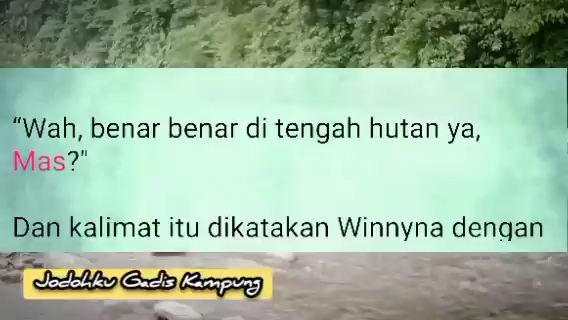 “Wah, benar benar di tengah hutan ya,
Mas?"
Dan kalimat itu dikatakan Winnyna dengan
Jodohku Gadis Kampung